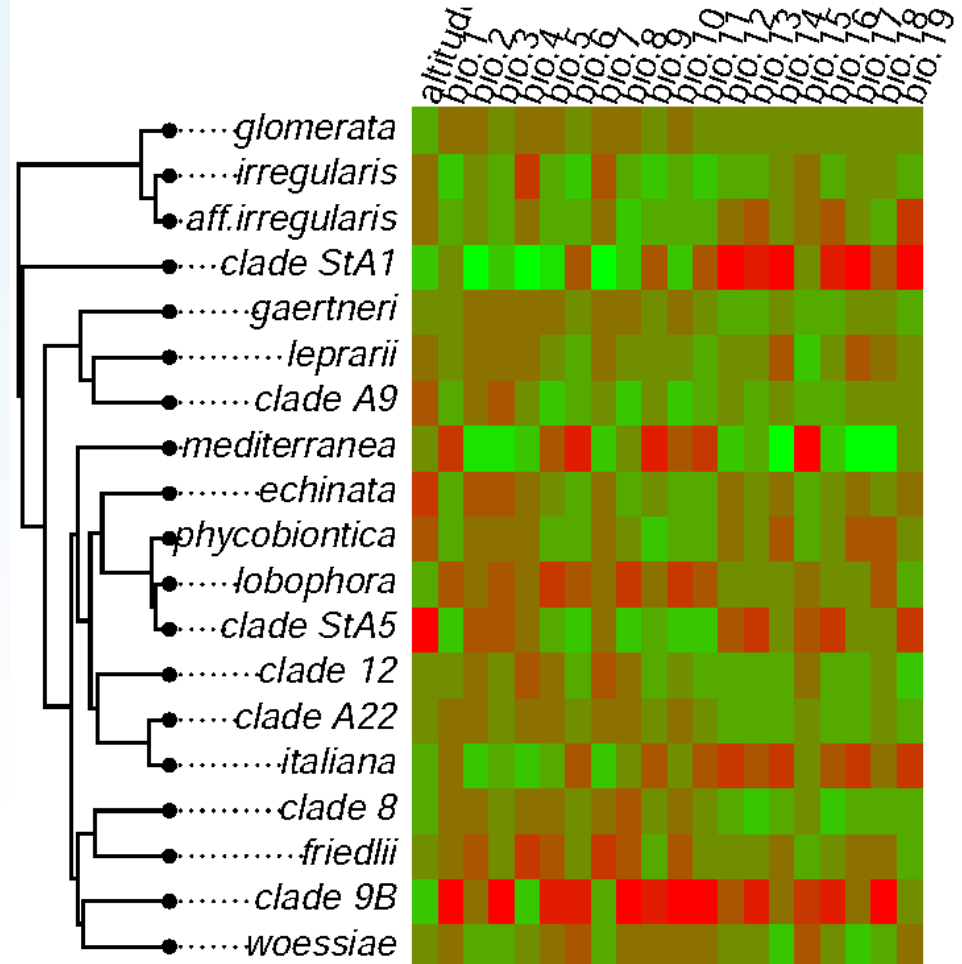 altitud
bio. 1
bio. 2
bio. 3
bio. 4
bio. 5
bio. 6
bio. 7
bio. 8
bio. 9
bio. 10
bio. 11
bio. 12
bio. 13
bio. 14
bio. 15
bio. 16
bio. 17
bio. 18
bio. 19
glomerata
irregularis
aff.irregularis
clade StA1
gaertneri
leprarii
clade A9
mediterranea
echinata
phycobiontica
lobophora
clade StA5
clade 12
clade A22
italiana
clade 8
friedlii
clade 9B
woessiae